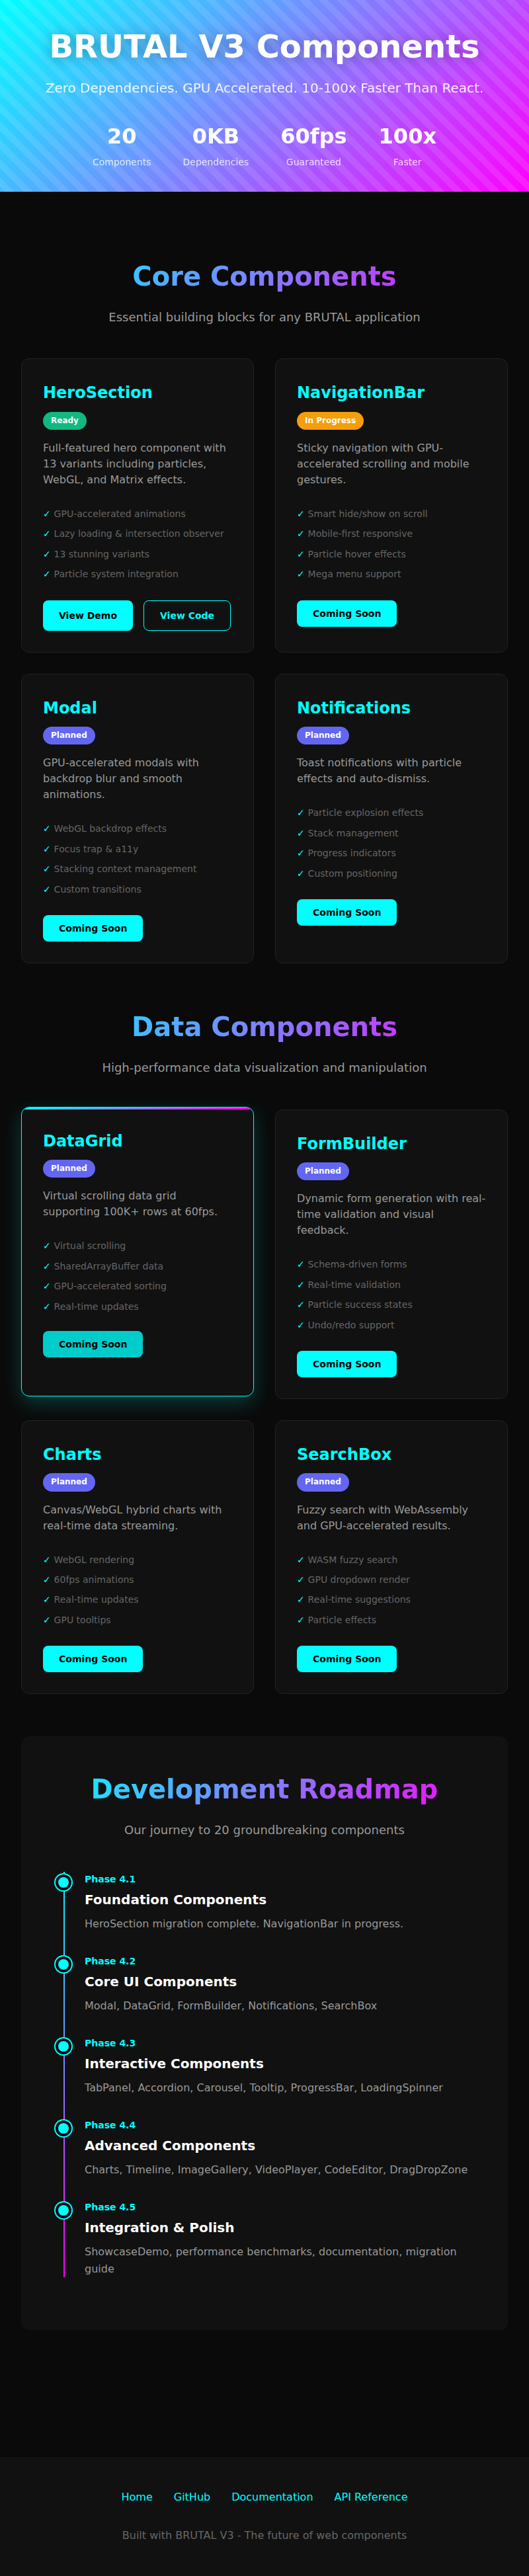 BRUTAL V3 Components
Zero Dependencies. GPU Accelerated. 10-100x Faster Than React.
20
Components
0KB
Dependencies
60fps
Guaranteed
100x
Faster
Core Components
Essential building blocks for any BRUTAL application
HeroSection
Ready
Full-featured hero component with
13 variants including particles,
WebGL, and Matrix effects.
✓ GPU-accelerated animations
✓ Lazy loading & intersection observer
✓ 13 stunning variants
✓ Particle system integration
View Demo
View Code
NavigationBar
In Progress
Sticky navigation with GPU-
accelerated scrolling and mobile
gestures.
✓ Smart hide/show on scroll
✓ Mobile-first responsive
✓ Particle hover effects
✓ Mega menu support
Coming Soon
Modal
Planned
GPU-accelerated modals with
backdrop blur and smooth
animations.
✓ WebGL backdrop effects
✓ Focus trap & a11y
✓ Stacking context management
✓ Custom transitions
Coming Soon
Notifications
Planned
Toast notifications with particle
effects and auto-dismiss.
✓ Particle explosion effects
✓ Stack management
✓ Progress indicators
✓ Custom positioning
Coming Soon
Data Components
High-performance data visualization and manipulation
DataGrid
Planned
Virtual scrolling data grid
supporting 100K+ rows at 60fps.
✓ Virtual scrolling
✓ SharedArrayBuffer data
✓ GPU-accelerated sorting
✓ Real-time updates
Coming Soon
FormBuilder
Planned
Dynamic form generation with real-
time validation and visual
feedback.
✓ Schema-driven forms
✓ Real-time validation
✓ Particle success states
✓ Undo/redo support
Coming Soon
Charts
Planned
Canvas/WebGL hybrid charts with
real-time data streaming.
✓ WebGL rendering
✓ 60fps animations
✓ Real-time updates
✓ GPU tooltips
Coming Soon
SearchBox
Planned
Fuzzy search with WebAssembly
and GPU-accelerated results.
✓ WASM fuzzy search
✓ GPU dropdown render
✓ Real-time suggestions
✓ Particle effects
Coming Soon
Development Roadmap
Our journey to 20 groundbreaking components
Phase 4.1
Foundation Components
HeroSection migration complete. NavigationBar in progress.
Phase 4.2
Core UI Components
Modal, DataGrid, FormBuilder, Notifications, SearchBox
Phase 4.3
Interactive Components
TabPanel, Accordion, Carousel, Tooltip, ProgressBar, LoadingSpinner
Phase 4.4
Advanced Components
Charts, Timeline, ImageGallery, VideoPlayer, CodeEditor, DragDropZone
Phase 4.5
Integration & Polish
ShowcaseDemo, performance benchmarks, documentation, migration
guide
Home GitHub Documentation API Reference
Built with BRUTAL V3 - The future of web components